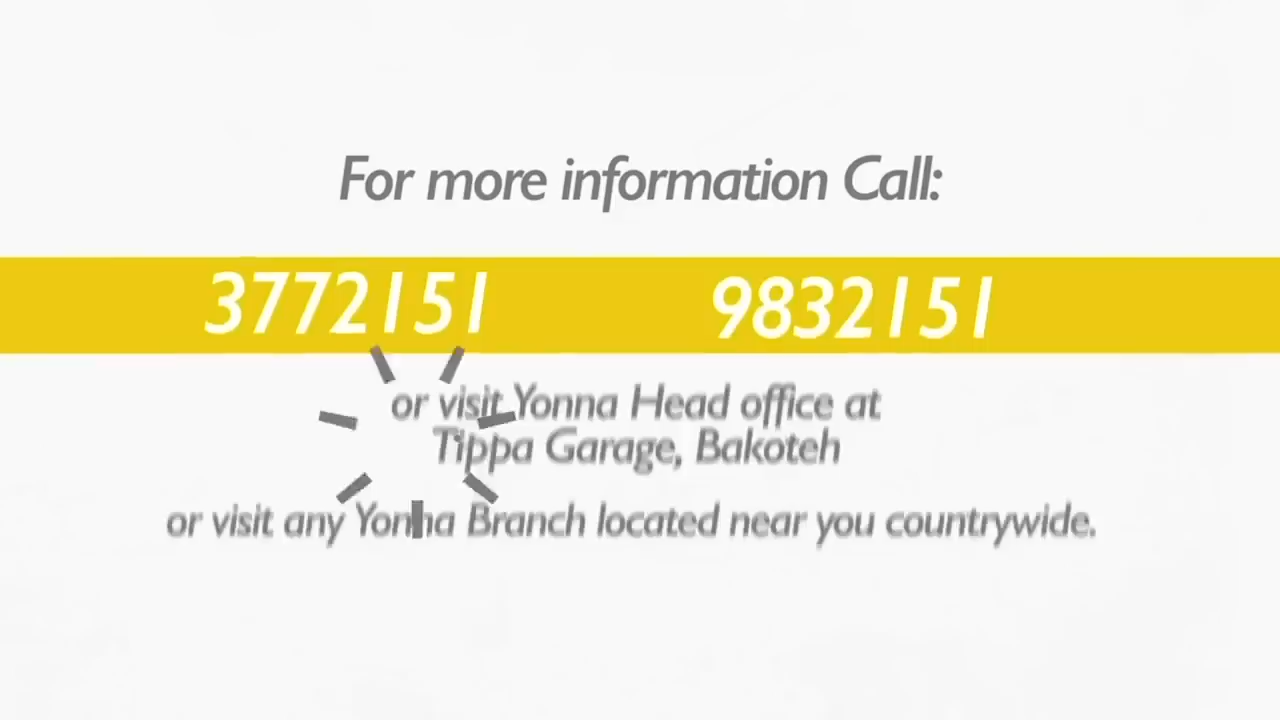 For more information Call:
3772151 9832151
or visit Yonna Head office at
Tippa Garage, Bakoteh
or visit any Yonna Branch located near you countrywide.